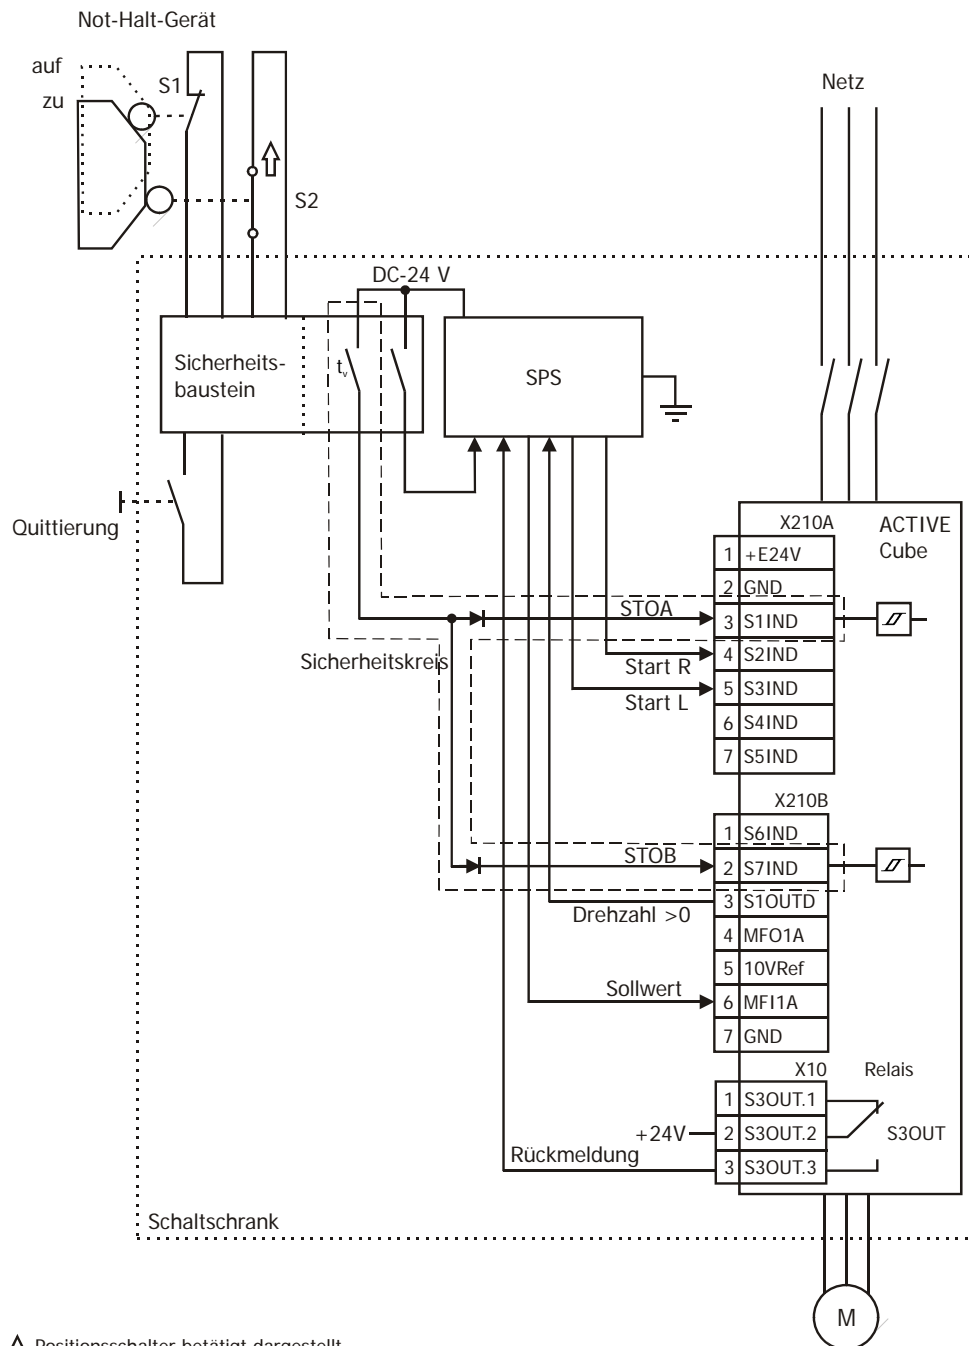 Not-Halt-Gerät
auf
zu
S1
S2
Netz
DC-24 V
Sicherheits-
baustein
tv
SPS
Quittierung
X210A
ACTIVE
Cube
1 +E24V
2 GND
3 S1IND
4 S2IND
5 S3IND
6 S4IND
7 S5IND
STOA
Sicherheitskreis
Start R
Start L
X210B
1 S6IND
2 S7IND
3 S1OUTD
4 MFO1A
5 10VRef
6 MFI1A
7 GND
STOB
Drehzahl >0
Sollwert
X10
Relais
1 S3OUT.1
2 S3OUT.2
3 S3OUT.3
+24V
S3OUT
Rückmeldung
Schaltschrank
M
Positionsschalter betätigt dargestellt